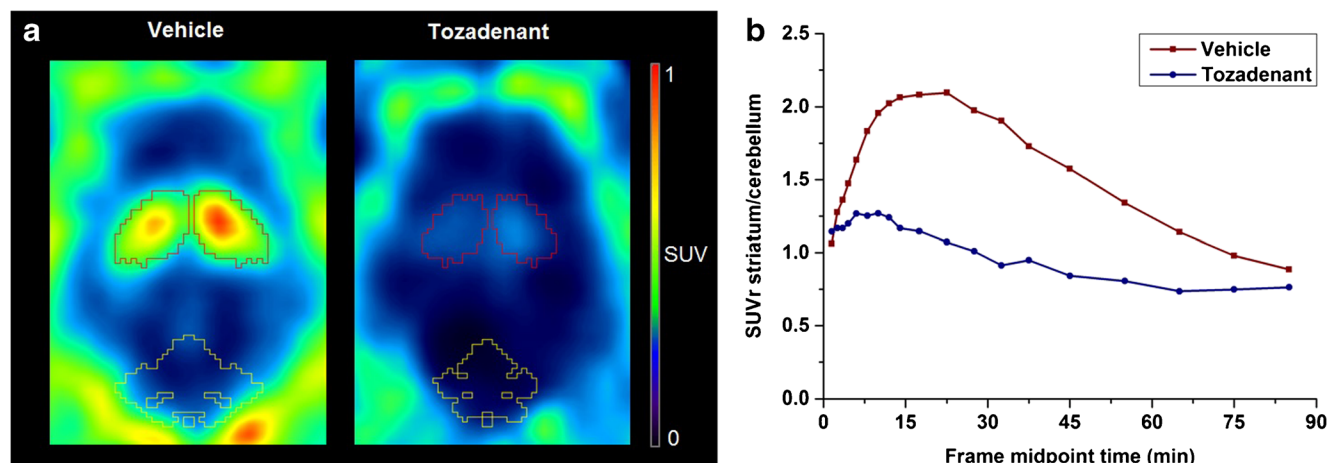 a
Vehicle
Tozadenant
1
SUV
0
b
2.5
2.0
1.5
1.0
0.5
0.0
SUVr striatum/cerebellum
Vehicle
Tozadenant
0
15
30
45
60
75
90
Frame midpoint time (min)